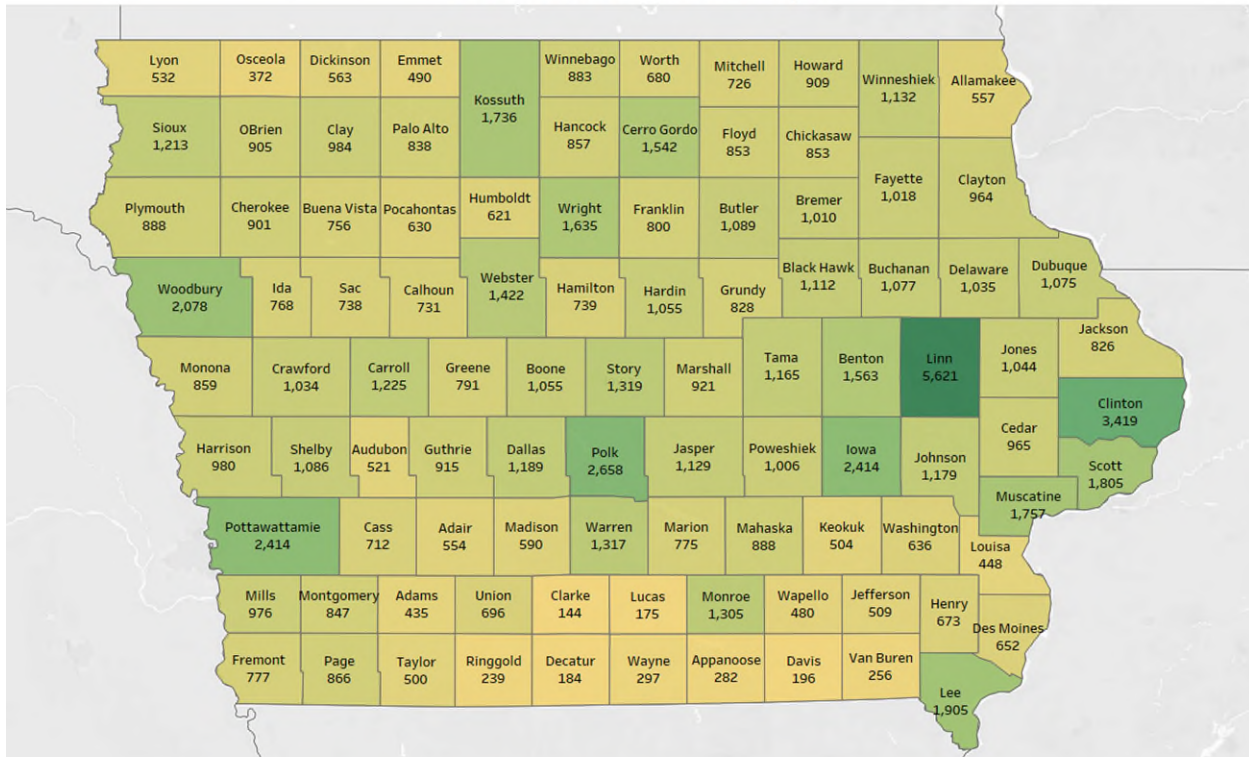 Lyon
532
Osceola
372
Dickinson
563
Emmet
490
Kossuth
1,736
Winnebago
883
Worth
680
Mitchell
726
Howard
909
Winneshiek
1,132
Allamakee
557
Sioux
1,213
OBrien
905
Clay
984
Palo Alto
838
Hancock
857
Cerro Gordo
1,542
Floyd
853
Chickasaw
853
Fayette
1,018
Clayton
964
Plymouth
888
Cherokee
901
Buena Vista
756
Pocahontas
630
Humboldt
621
Wright
1,635
Franklin
800
Butler
1,089
Bremer
1,010
Woodbury
2,078
Ida
768
Sac
738
Calhoun
731
Webster
1,422
Hamilton
739
Hardin
1,055
Grundy
828
Black Hawk
1,112
Buchanan
1,077
Delaware
1,035
Dubuque
1,075
Monona
859
Crawford
1,034
Carroll
1,225
Greene
791
Boone
1,055
Story
1,319
Marshall
921
Tama
1,165
Benton
1,563
Linn
5,621
Jones
1,044
Jackson
826
Clinton
3,419
Harrison
980
Shelby
1,086
Audubon
521
Guthrie
915
Dallas
1,189
Polk
2,658
Jasper
1,129
Poweshiek
1,006
Iowa
2,414
Johnson
1,179
Cedar
965
Scott
1,805
Muscatine
1,757
Pottawattamie
2,414
Cass
712
Adair
554
Madison
590
Warren
1,317
Marion
775
Mahaska
888
Keokuk
504
Washington
636
Louisa
448
Mills
976
Montgomery
847
Adams
435
Union
696
Clarke
144
Lucas
175
Monroe
1,305
Wapello
480
Jefferson
509
Henry
673
Des Moines
652
Fremont
777
Page
866
Taylor
500
Ringgold
239
Decatur
184
Wayne
297
Appanoose
282
Davis
196
Van Buren
256
Lee
1,905